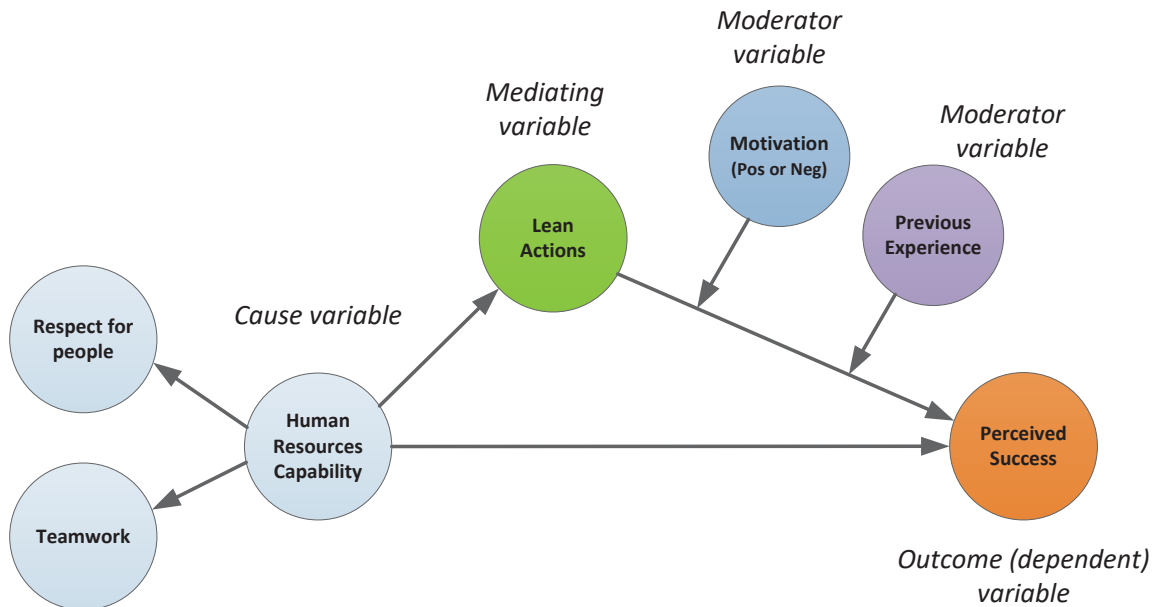 Moderator
variable
Mediating
variable
Motivation
(Pos or Neg)
Moderator
variable
Lean
Actions
Previous
Experience
Cause variable
Respect for
people
Human
Resources
Capability
Perceived
Success
Teamwork
Outcome (dependent)
variable